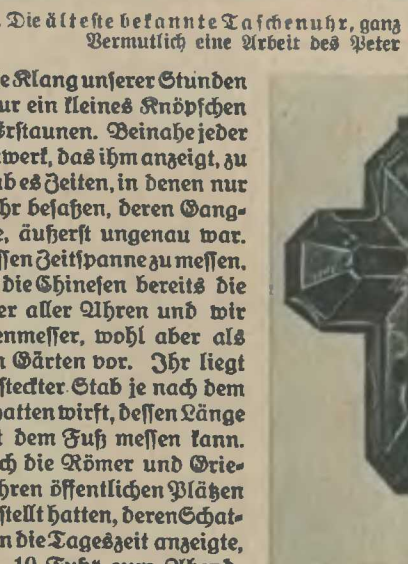 . Die älteste bekannte Taschenuhr, ganz
Vermutlich eine Arbeit des Peter
e Klang unserer Stunden
ur ein kleines Knöpfchen
Erstaunen. Beinahe jeder
werk, das ihm anzeigt, zu
ab es Zeiten, in denen nur
hr besaßen, deren Gang-
e, äußerst ungenau war.
ssen Zeitspanne zu messen.
die Chinesen bereits die
er aller Uhren und wir
enmesser, wohl aber als
n Gärten vor. Ihr liegt
steckter Stab je nach dem
hatten wirft, dessen Länge
t dem Fuß messen kann.
ch die Römer und Grie-
hren öffentlichen Plätzen
stellt hatten, deren Schat-
n die Tageszeit anzeigte,